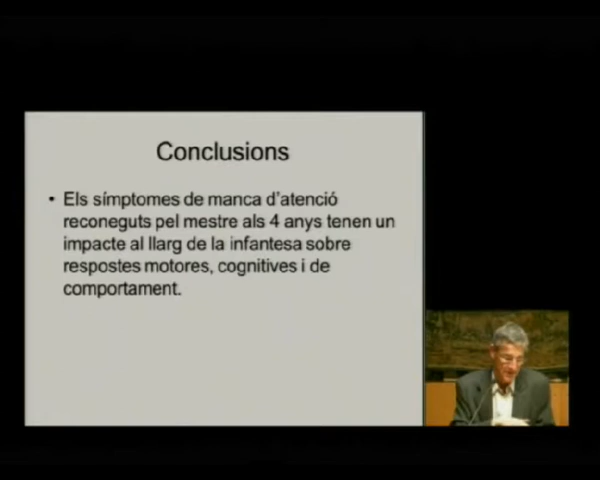 Conclusions
• Els símptomes de manca d'atenció
reconeguts pel mestre als 4 anys tenen un
impacte al llarg de la infantesa sobre
respostes motores, cognitives i de
comportament.